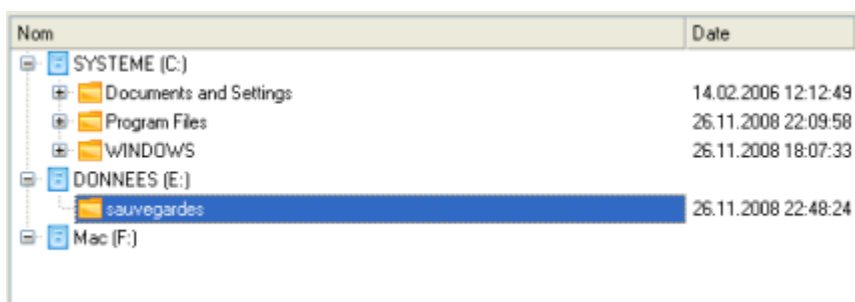 Nom Date
SYSTEME (C:)
Documents and Settings 14.02.2006 12:12:49
Program Files 26.11.2008 22:09:58
WINDOWS 26.11.2008 18:07:33
DONNEES (E:)
sauvegardes 26.11.2008 22:48:24
Mac (F:)